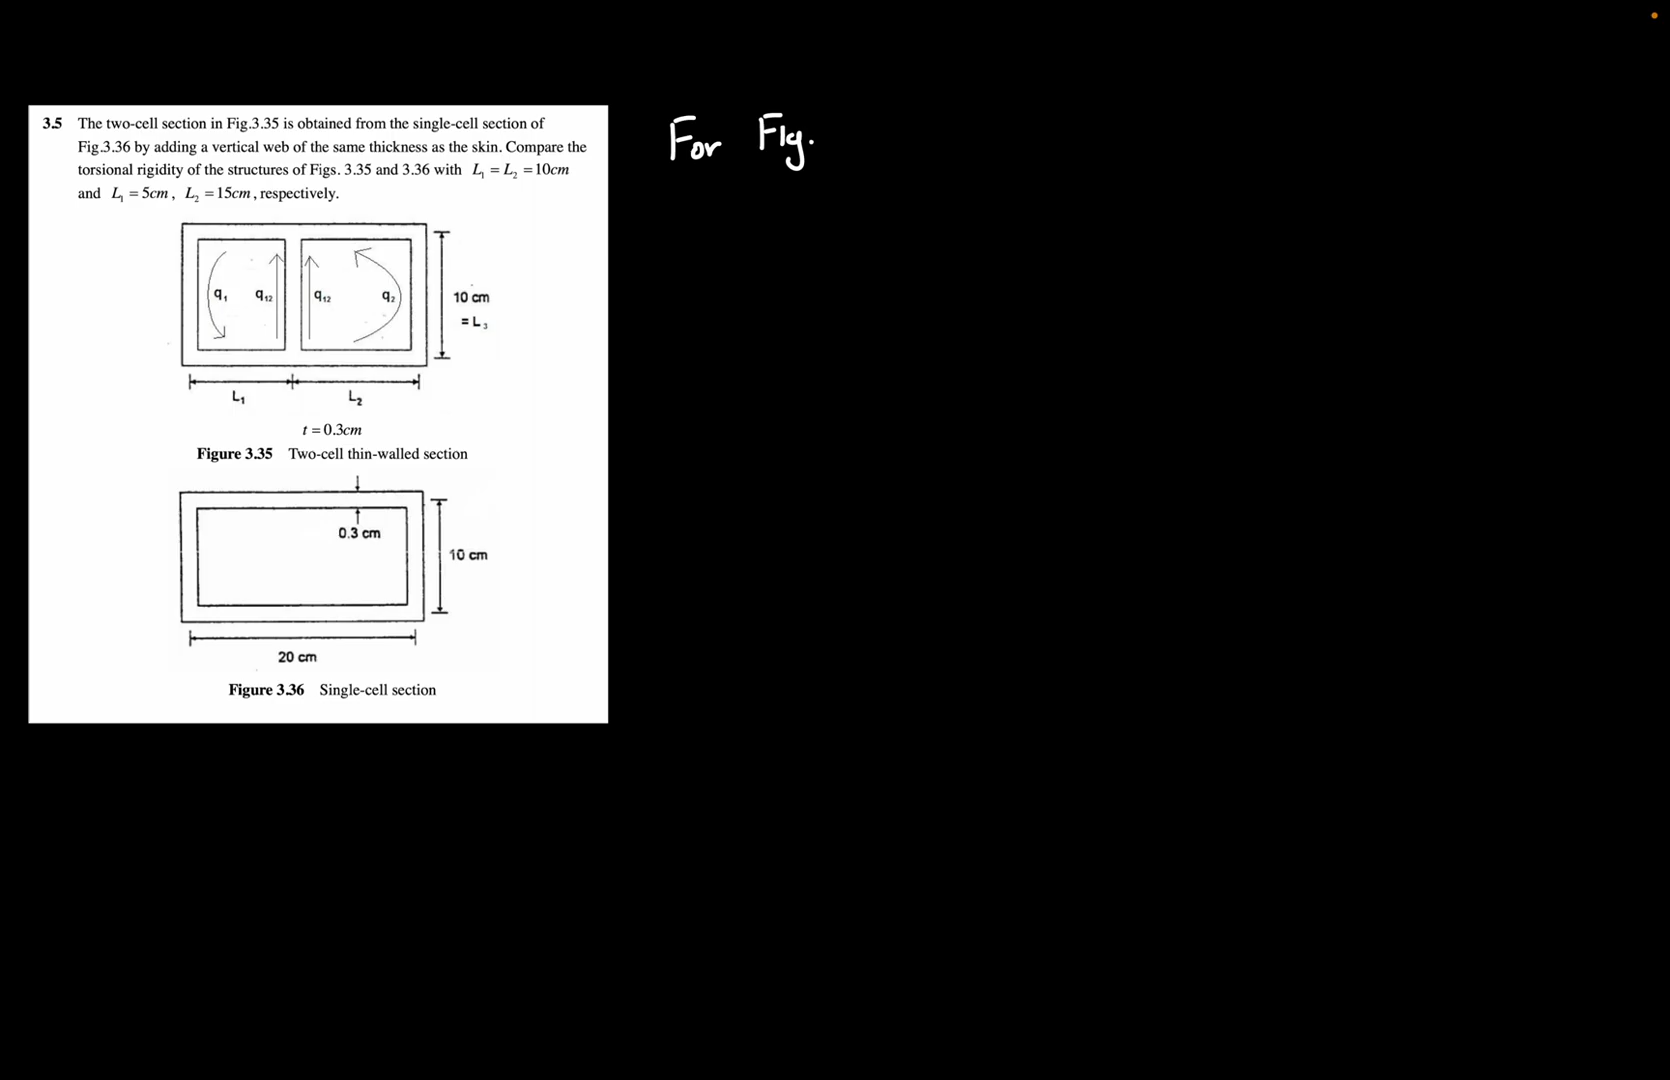 3.5 The two-cell section in Fig.3.35 is obtained from the single-cell section of
Fig.3.36 by adding a vertical web of the same thickness as the skin. Compare the
torsional rigidity of the structures of Figs. 3.35 and 3.36 with L₁ = L₂ = 10cm
and L₁ = 5cm, L₂ = 15cm, respectively.
For Fig.
q₁ q₁₂ q₁₂ q₂
10 cm
= L₃
L₁ L₂
t = 0.3cm
Figure 3.35 Two-cell thin-walled section
0.3 cm
10 cm
20 cm
Figure 3.36 Single-cell section